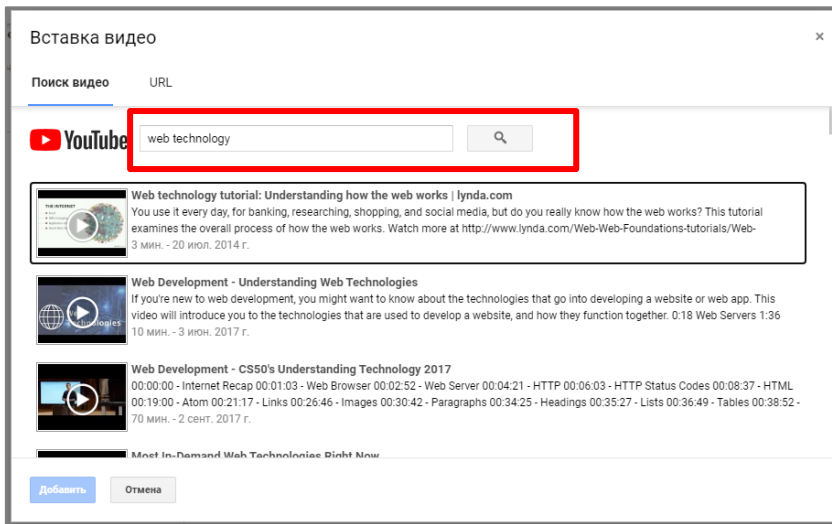 Вставка видео
×
Поиск видео URL
YouTube web technology
THE INTERNET
Web technology tutorial: Understanding how the web works | lynda.com
You use it every day, for banking, researching, shopping, and social media, but do you really know how the web works? This tutorial
examines the overall process of how the web works. Watch more at http://www.lynda.com/Web-Web-Foundations-tutorials/Web-
3 мин. - 20 июл. 2014 г.
Web Development - Understanding Web Technologies
If you're new to web development, you might want to know about the technologies that go into developing a website or web app. This
video will introduce you to the technologies that are used to develop a website, and how they function together. 0:18 Web Servers 1:36
10 мин. - 3 июн. 2017 г.
Web Development - CS50's Understanding Technology 2017
00:00:00 - Internet Recap 00:01:03 - Web Browser 00:02:52 - Web Server 00:04:21 - HTTP 00:06:03 - HTTP Status Codes 00:08:37 - HTML
00:19:00 - Atom 00:21:17 - Links 00:26:46 - Images 00:30:42 - Paragraphs 00:34:25 - Headings 00:35:27 - Lists 00:36:49 - Tables 00:38:52 -
70 мин. - 2 сент. 2017 г.
Most In-Demand Web Technologies Right Now
Добавить Отмена